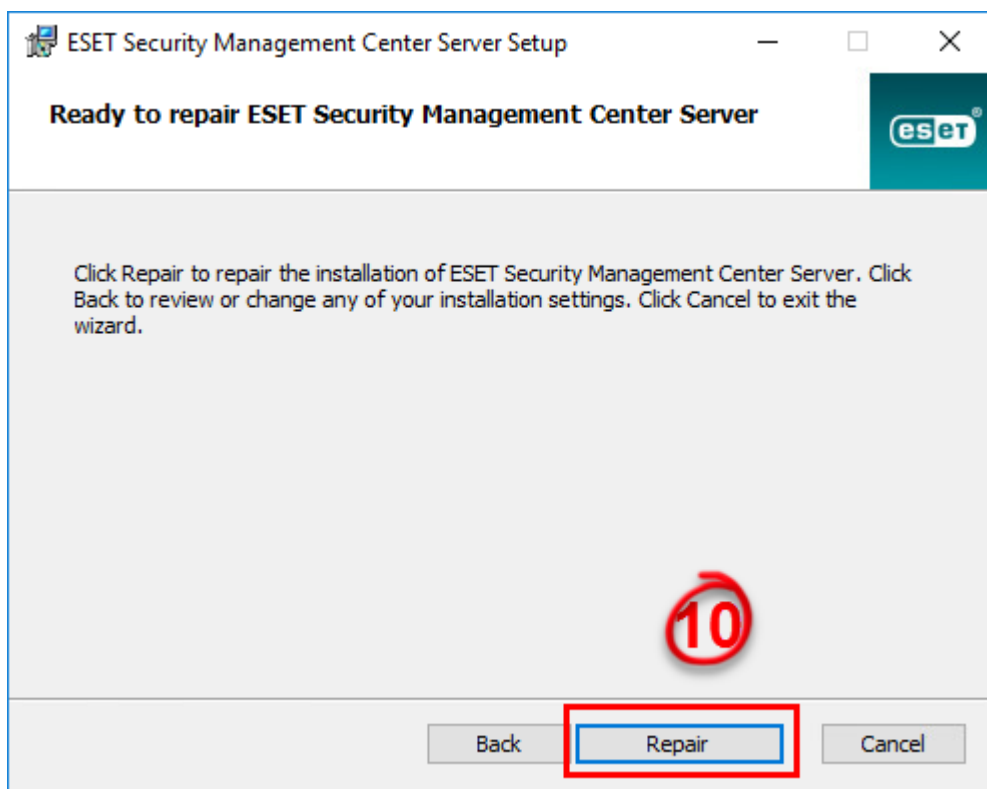 ESET Security Management Center Server Setup
Ready to repair ESET Security Management Center Server
eset®
Click Repair to repair the installation of ESET Security Management Center Server. Click
Back to review or change any of your installation settings. Click Cancel to exit the
wizard.
10
Back Repair Cancel